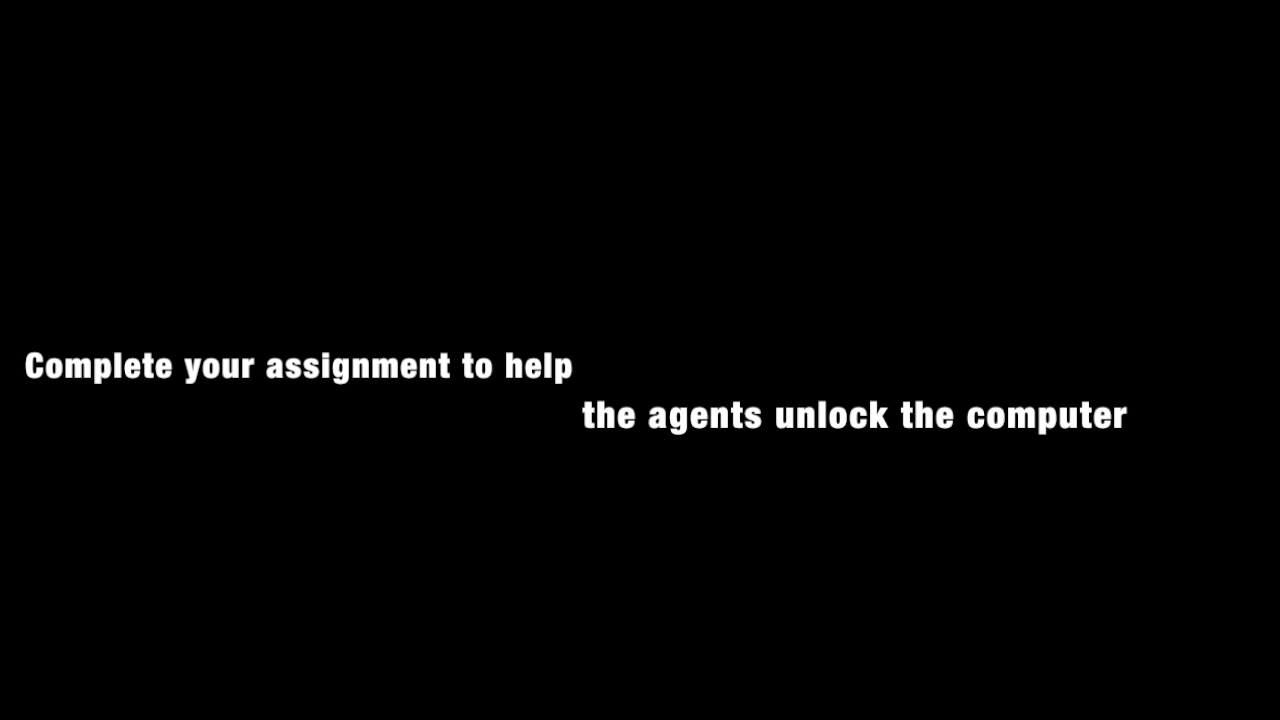 Complete your assignment to help
the agents unlock the computer